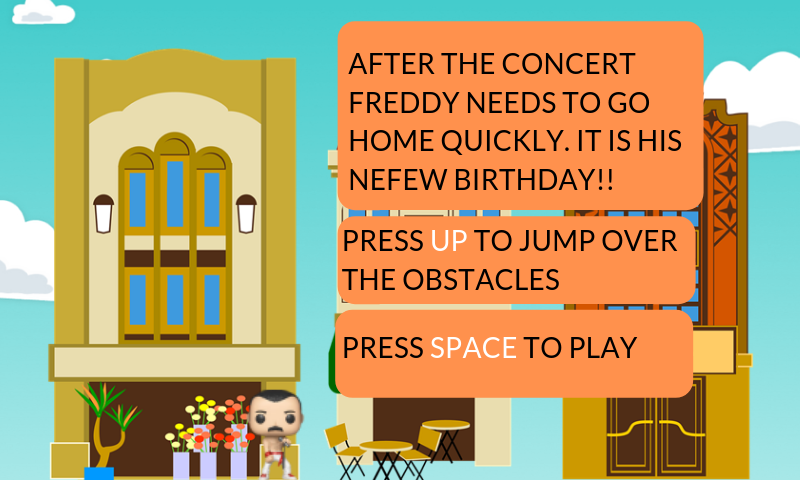 AFTER THE CONCERT
FREDDY NEEDS TO GO
HOME QUICKLY. IT IS HIS
NEFEW BIRTHDAY!!
PRESS UP TO JUMP OVER
THE OBSTACLES
PRESS SPACE TO PLAY